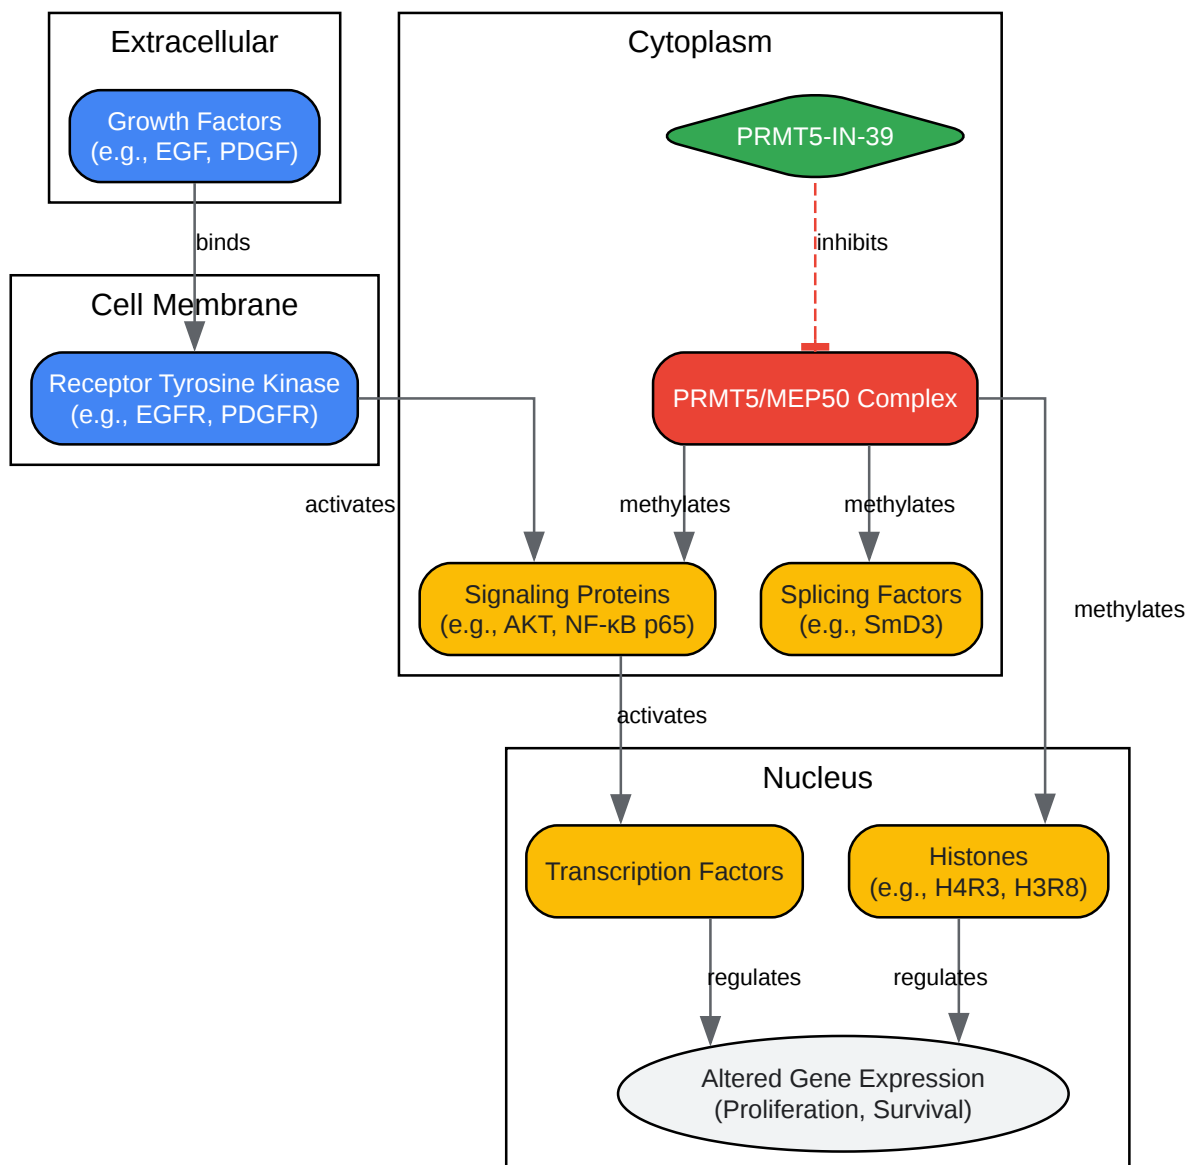 Extracellular
Growth Factors
(e.g., EGF, PDGF)
binds
Cell Membrane
Receptor Tyrosine Kinase
(e.g., EGFR, PDGFR)
activates
Cytoplasm
PRMT5-IN-39
inhibits
PRMT5/MEP50 Complex
methylates
methylates
methylates
Signaling Proteins
(e.g., AKT, NF-κB p65)
Splicing Factors
(e.g., SmD3)
activates
Nucleus
Transcription Factors
Histones
(e.g., H4R3, H3R8)
regulates
regulates
Altered Gene Expression
(Proliferation, Survival)